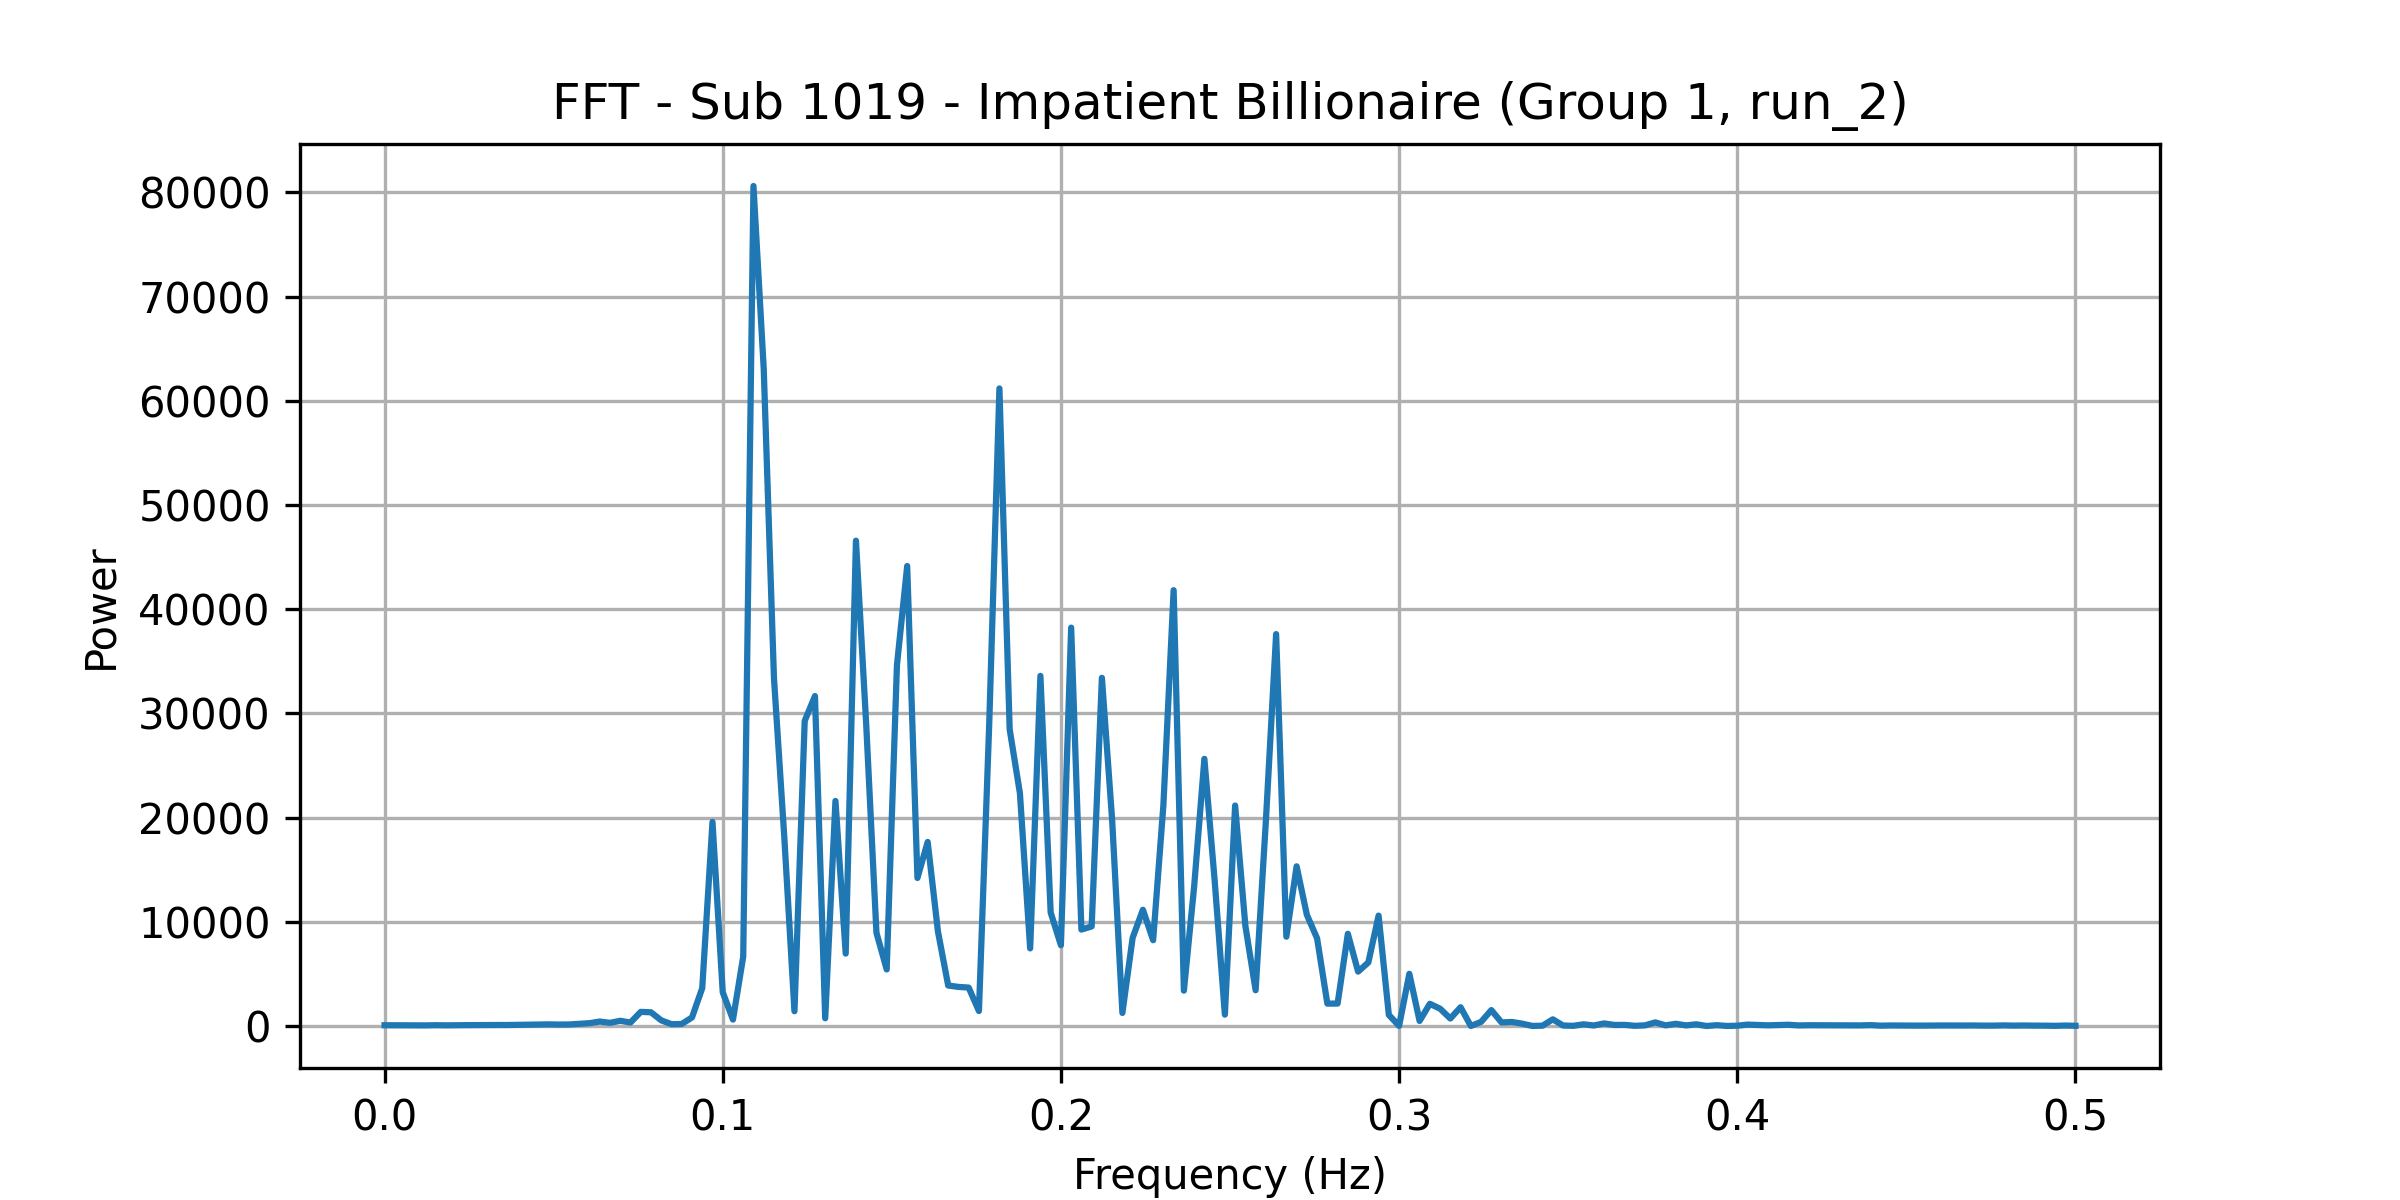 FFT - Sub 1019 - Impatient Billionaire (Group 1, run_2)
80000
70000
60000
50000
40000
30000
20000
10000
0
Power
0.0 0.1 0.2 0.3 0.4 0.5
Frequency (Hz)